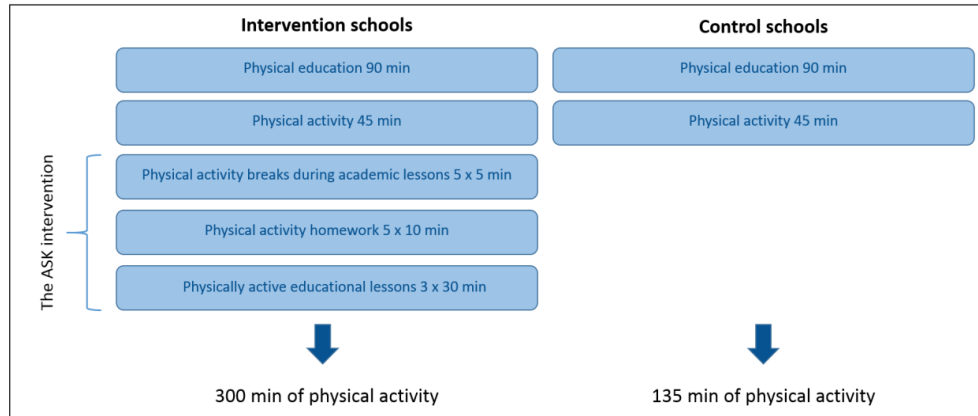 Intervention schools
Control schools
Physical education 90 min
Physical education 90 min
Physical activity 45 min
Physical activity 45 min
The ASK intervention
Physical activity breaks during academic lessons 5 x 5 min
Physical activity homework 5 x 10 min
Physically active educational lessons 3 x 30 min
300 min of physical activity
135 min of physical activity